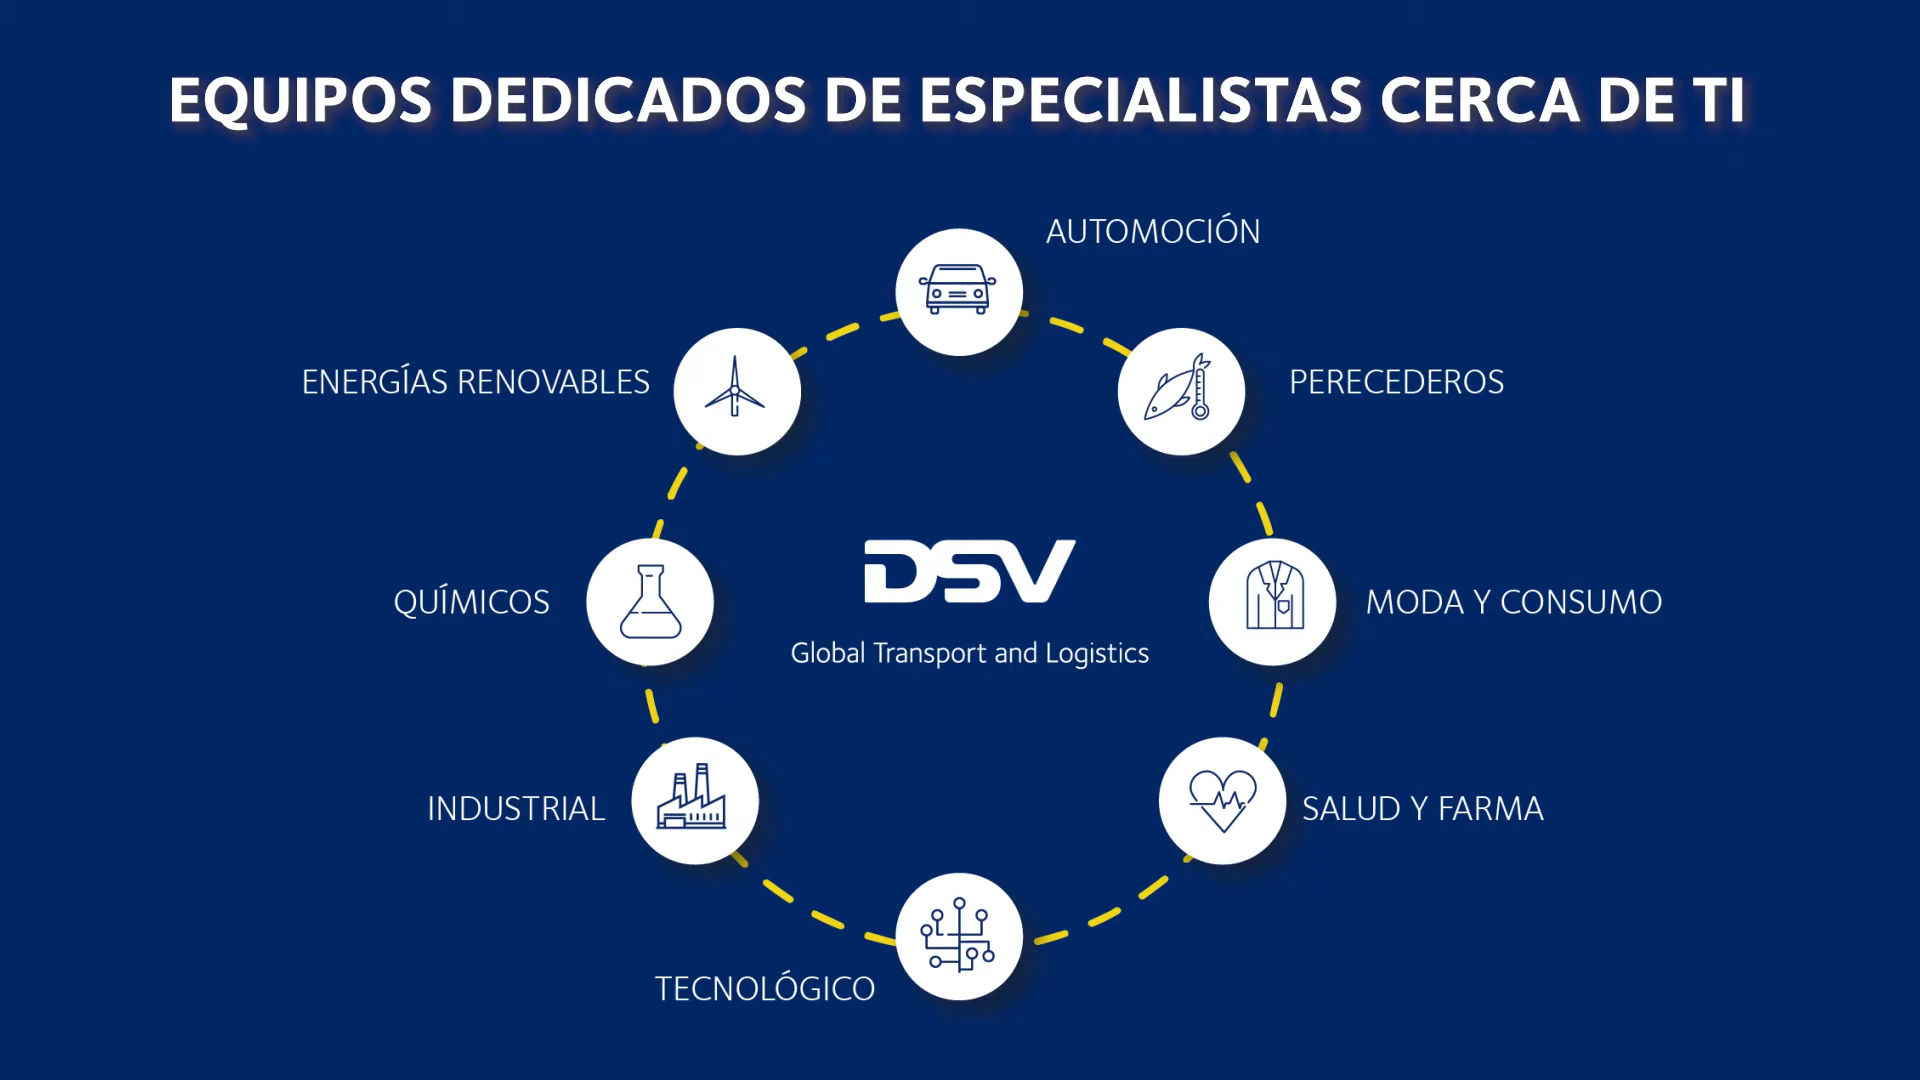 EQUIPOS DEDICADOS DE ESPECIALISTAS CERCA DE TI
AUTOMOCIÓN
ENERGÍAS RENOVABLES
PERECEDEROS
DSV
QUÍMICOS
MODA Y CONSUMO
Global Transport and Logistics
INDUSTRIAL
SALUD Y FARMA
TECNOLÓGICO